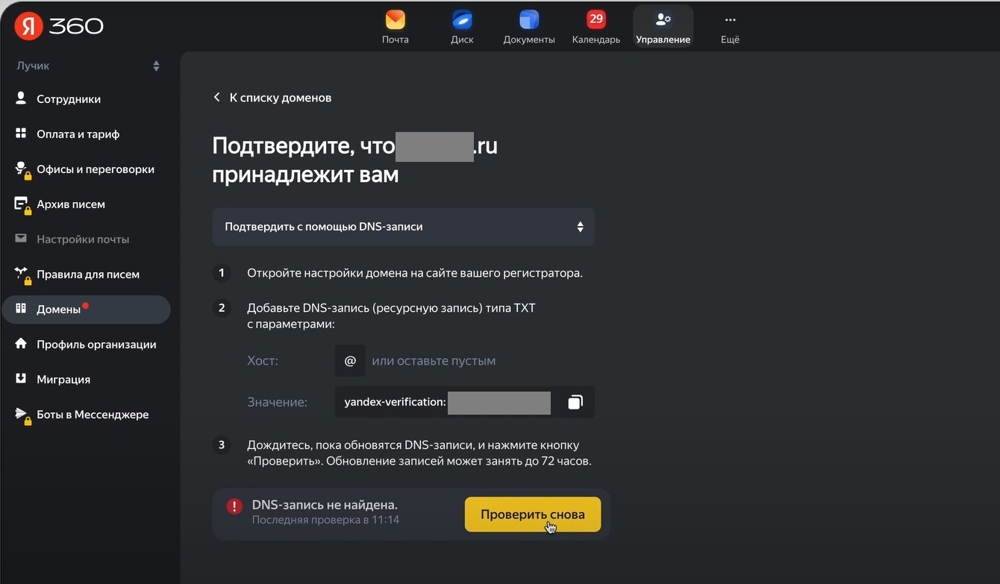 Я 360
Почта
Диск
Документы
29
Календарь
Управление
Ещё
Лучик
Сотрудники
Оплата и тариф
Офисы и переговорки
Архив писем
Настройки почты
Правила для писем
Домены
Профиль организации
Миграция
Боты в Мессенджере
К списку доменов
Подтвердите, что .ru
принадлежит вам
Подтвердить с помощью DNS-записи
1 Откройте настройки домена на сайте вашего регистратора.
2 Добавьте DNS-запись (ресурсную запись) типа TXT
с параметрами:
Хост: @ или оставьте пустым
Значение: yandex-verification:
3 Дождитесь, пока обновятся DNS-записи, и нажмите кнопку
«Проверить». Обновление записей может занять до 72 часов.
! DNS-запись не найдена.
Последняя проверка в 11:14
Проверить снова